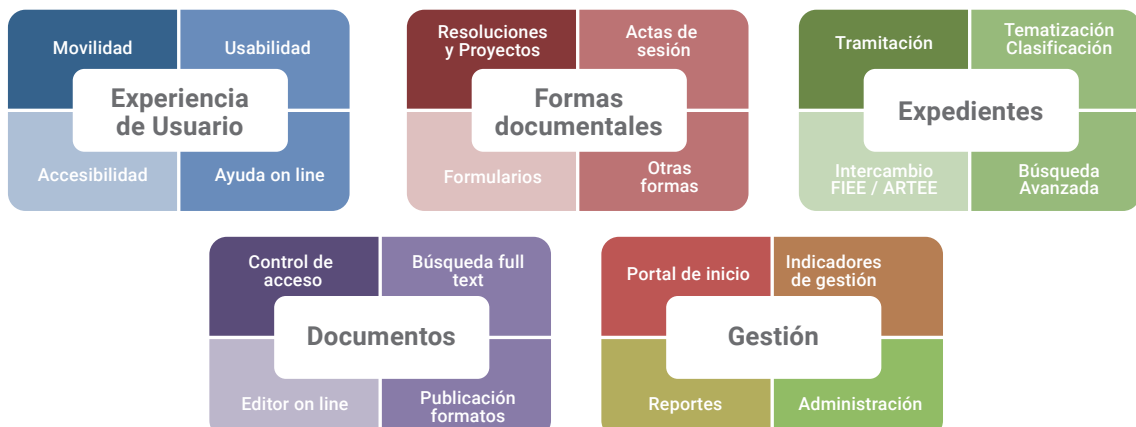 Movilidad
Usabilidad
Experiencia
de Usuario
Accesibilidad
Ayuda on line
Resoluciones
y Proyectos
Actas de
sesión
Formas
documentales
Formularios
Otras
formas
Tramitación
Tematización
Clasificación
Expedientes
Intercambio
FIEE / ARTEE
Búsqueda
Avanzada
Control de
acceso
Búsqueda full
text
Documentos
Editor on line
Publicación
formatos
Portal de inicio
Indicadores
de gestión
Gestión
Reportes
Administración